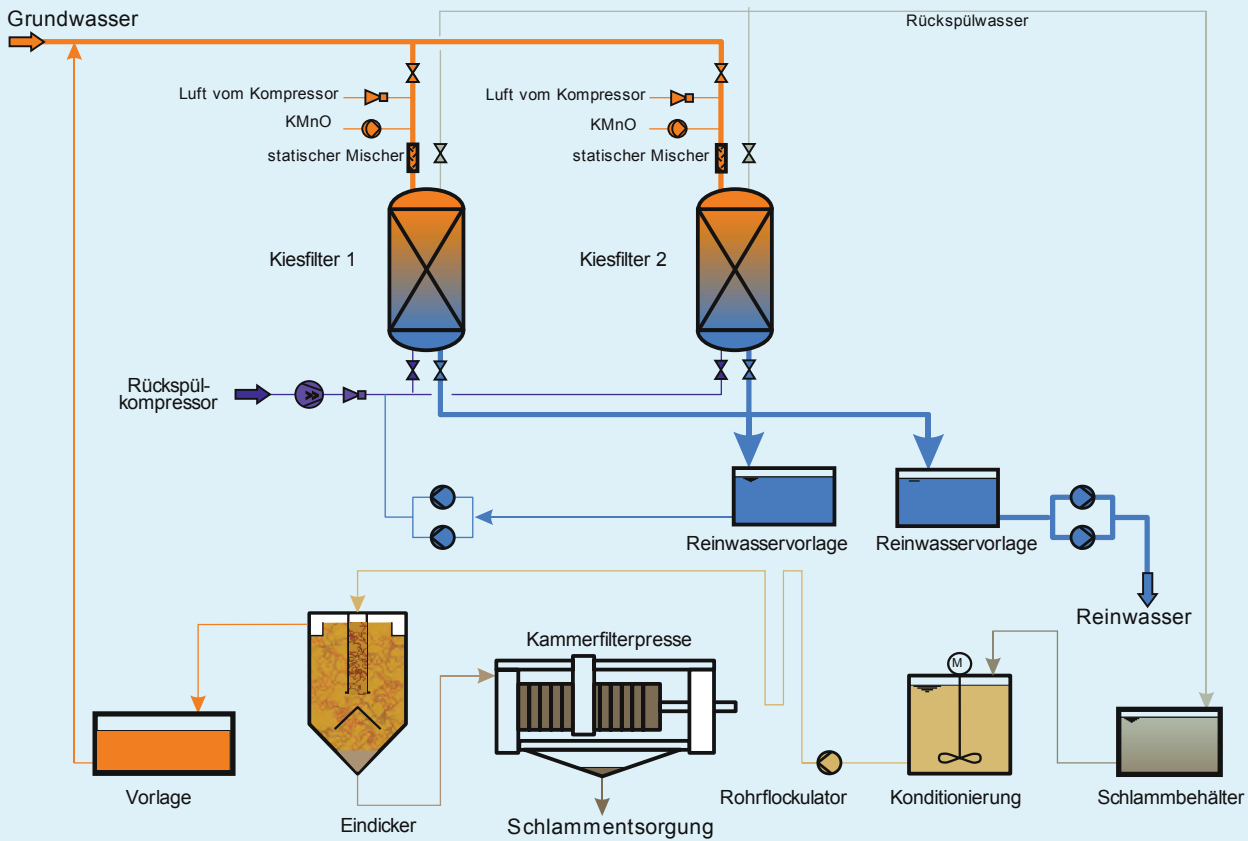 Grundwasser
Rückspülwasser
Luft vom Kompressor
Luft vom Kompressor
KMnO
KMnO
statischer Mischer
statischer Mischer
Kiesfilter 1
Kiesfilter 2
Rückspül-
kompressor
Reinwasservorlage
Reinwasservorlage
Reinwasser
Kammerfilterpresse
M
Vorlage
Eindicker
Schlammentsorgung
Rohrflockulator
Konditionierung
Schlammbehälter